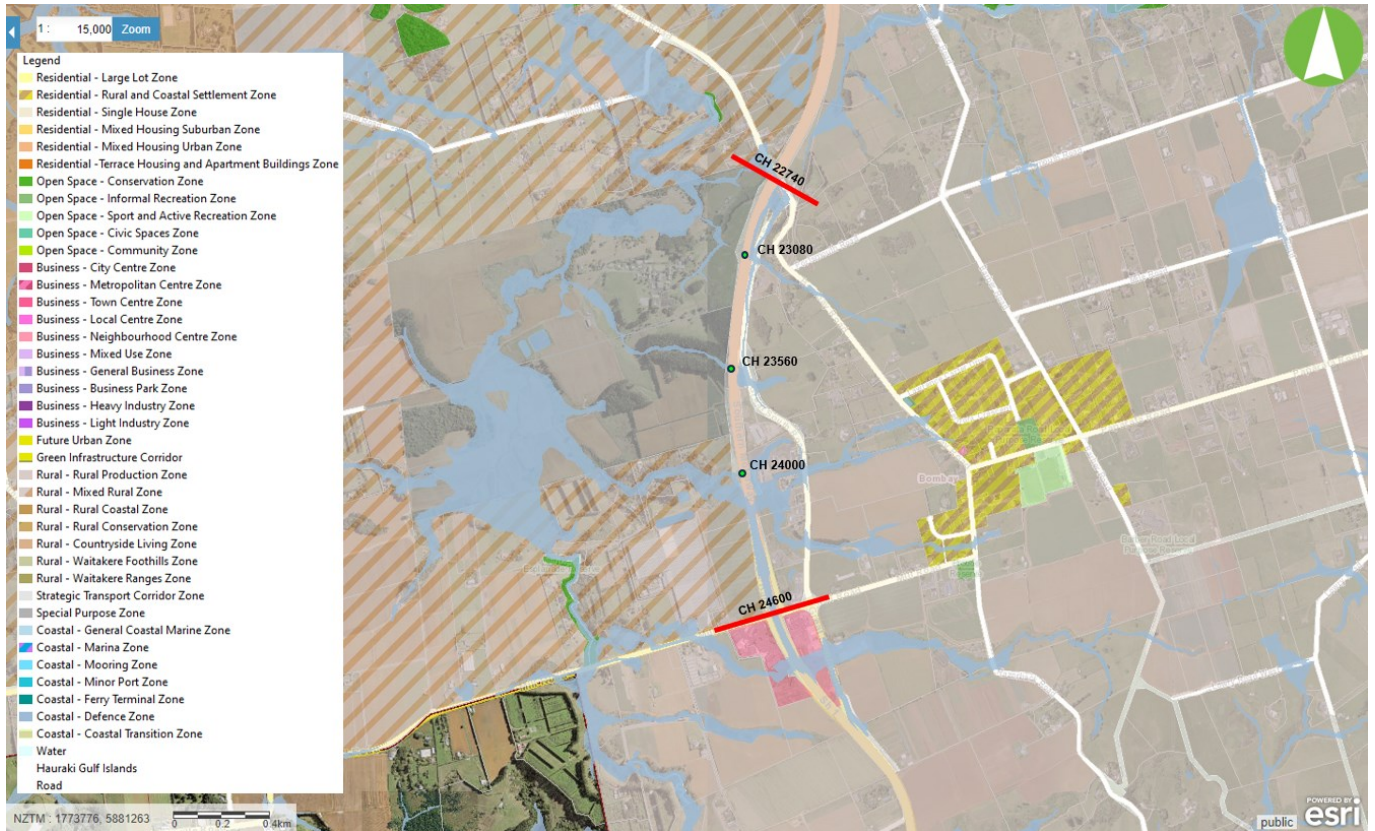 1:
15,000
Zoom
Legend
Residential - Large Lot Zone
Residential - Rural and Coastal Settlement Zone
Residential - Single House Zone
Residential - Mixed Housing Suburban Zone
Residential - Mixed Housing Urban Zone
Residential -Terrace Housing and Apartment Buildings Zone
Open Space - Conservation Zone
Open Space - Informal Recreation Zone
Open Space - Sport and Active Recreation Zone
Open Space - Civic Spaces Zone
Open Space - Community Zone
Business - City Centre Zone
Business - Metropolitan Centre Zone
Business - Town Centre Zone
Business - Local Centre Zone
Business - Neighbourhood Centre Zone
Business - Mixed Use Zone
Business - General Business Zone
Business - Business Park Zone
Business - Heavy Industry Zone
Business - Light Industry Zone
Future Urban Zone
Green Infrastructure Corridor
Rural - Rural Production Zone
Rural - Mixed Rural Zone
Rural - Rural Coastal Zone
Rural - Rural Conservation Zone
Rural - Countryside Living Zone
Rural - Waitakere Foothills Zone
Rural - Waitakere Ranges Zone
Strategic Transport Corridor Zone
Special Purpose Zone
Coastal - General Coastal Marine Zone
Coastal - Marina Zone
Coastal - Mooring Zone
Coastal - Minor Port Zone
Coastal - Ferry Terminal Zone
Coastal - Defence Zone
Coastal - Coastal Transition Zone
Water
Hauraki Gulf Islands
Road
NZTM : 1773776, 5881263
0 0.2 0.4km
CH 22740
CH 23080
CH 23560
CH 24000
CH 24600
Bombay
public
POWERED BY
esri